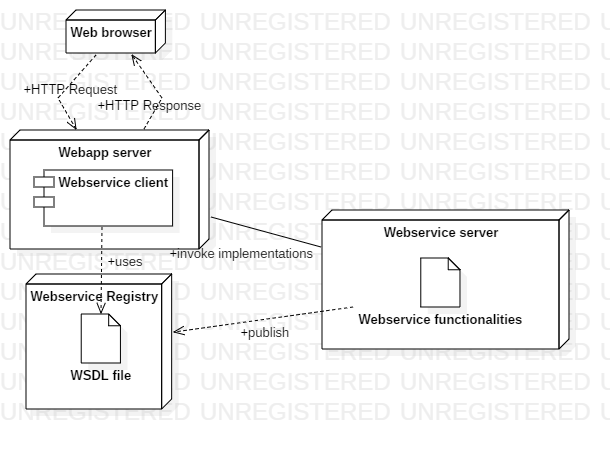 Web browser
+HTTP Request
+HTTP Response
Webapp server
Webservice client
+invoke implementations
+uses
Webservice server
Webservice functionalities
Webservice Registry
+publish
WSDL file
UNREGISTERED